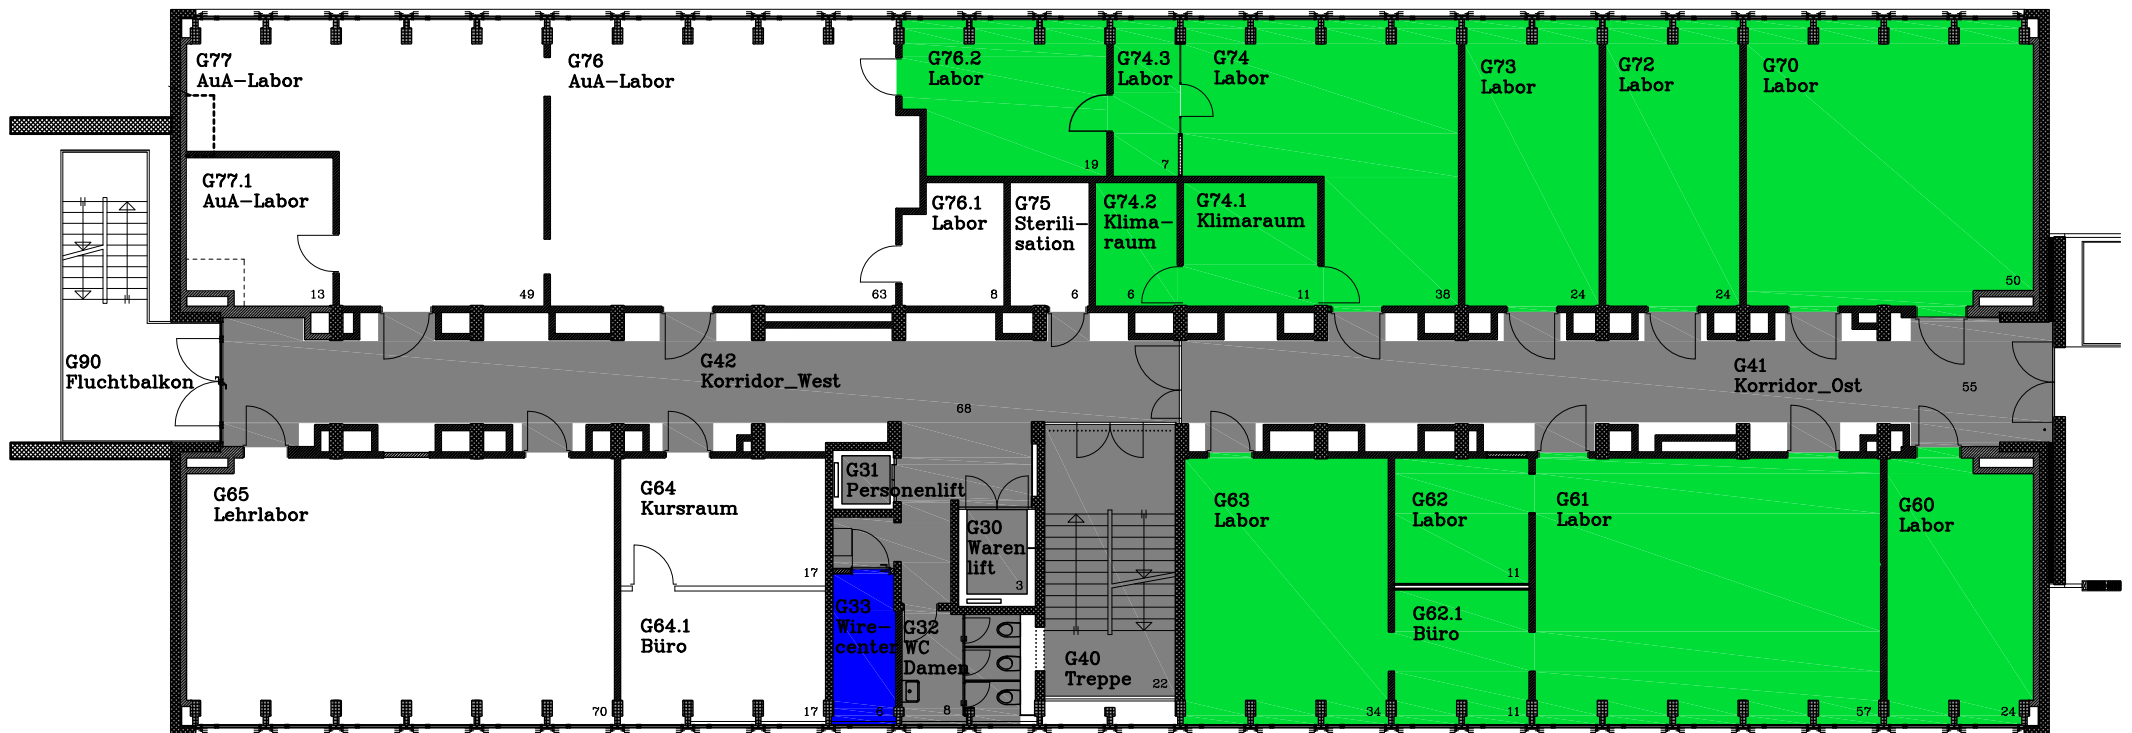 G77
AuA-Labor
G76
AuA-Labor
G76.2
Labor
19
G74.3
Labor
7
G74
Labor
38
G73
Labor
24
G72
Labor
24
G70
Labor
50
G77.1
AuA-Labor
13
49
63
G76.1
Labor
8
G75
Sterili-
sation
6
G74.2
Klima-
raum
6
G74.1
Klimaraum
11
G90
Fluchtbalkon
G42
Korridor_West
68
G41
Korridor_Ost
55
G65
Lehrlabor
70
G64
Kursraum
17
G64.1
Büro
17
G31
Personenlift
G33
Wire-
center
6
G32
WC
Damen
8
G30
Waren-
lift
3
G40
Treppe
22
G63
Labor
34
G62
Labor
11
G62.1
Büro
11
G61
Labor
57
G60
Labor
24